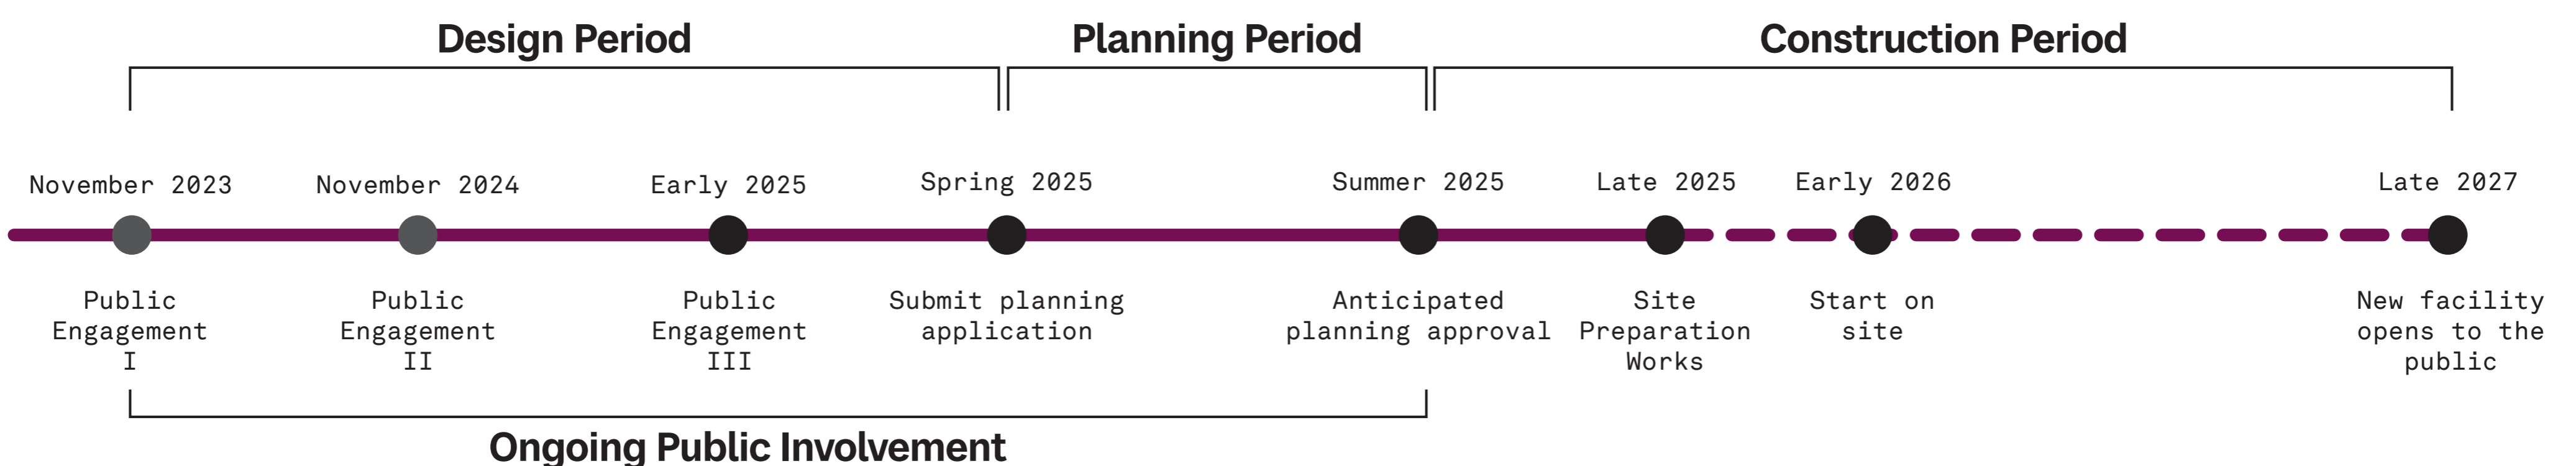 Design Period
Planning Period
Construction Period
November 2023
November 2024
Early 2025
Spring 2025
Summer 2025
Late 2025
Early 2026
Late 2027
Public
Engagement
I
Public
Engagement
II
Public
Engagement
III
Submit planning
application
Anticipated
planning approval
Site
Preparation
Works
Start on
site
New facility
opens to the
public
Ongoing Public Involvement